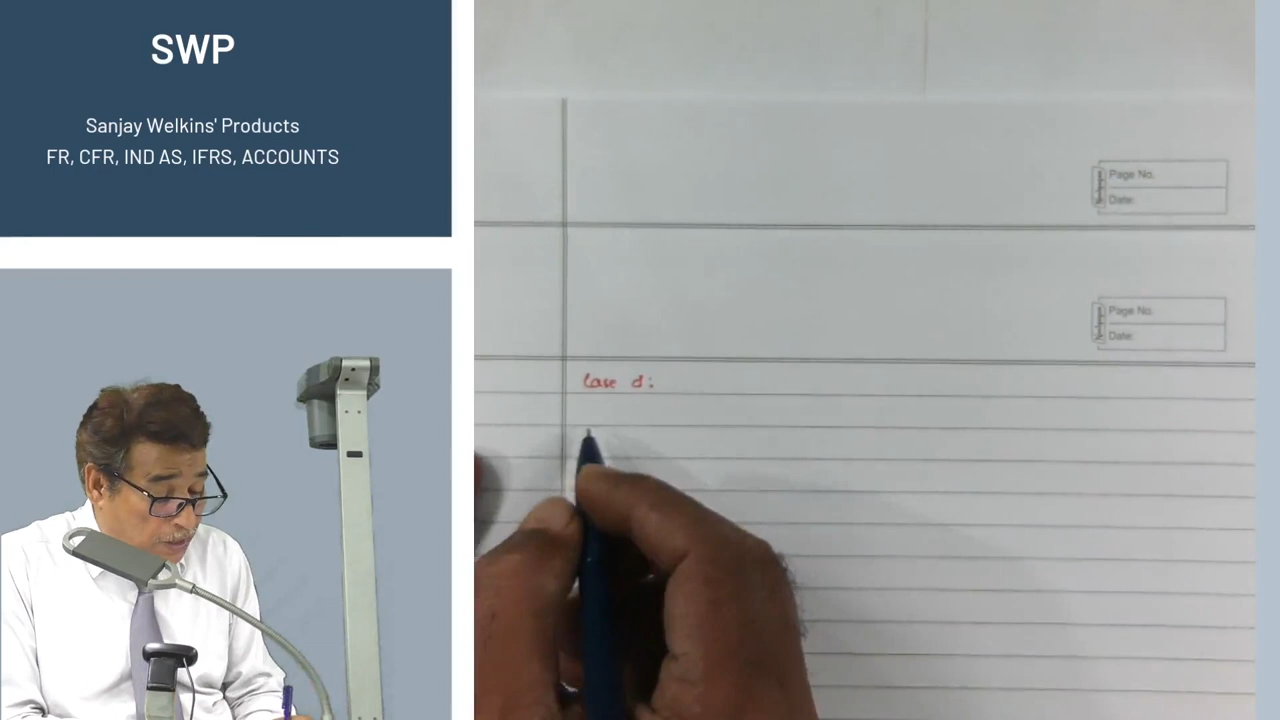 SWP
Sanjay Welkins' Products
FR, CFR, IND AS, IFRS, ACCOUNTS
Page No.
Date:
Page No.
Date:
Case d: